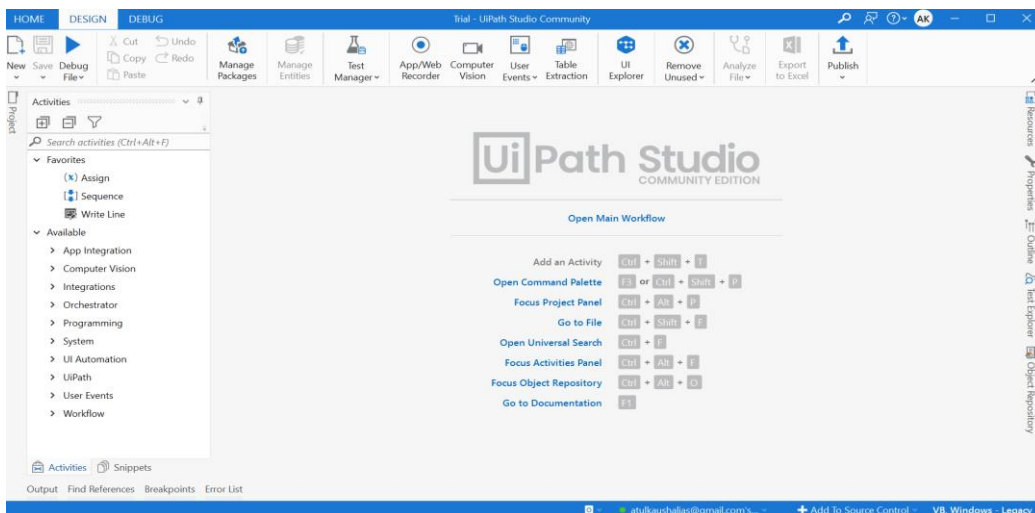 HOME DESIGN DEBUG Trial - UiPath Studio Community AK
New Save Debug File Cut Copy Paste Undo Redo Manage Packages Manage Entities Test Manager App/Web Recorder Computer Vision User Events Table Extraction UI Explorer Remove Unused Analyze File Export to Excel Publish
Project
Activities
Search activities (Ctrl+Alt+F)
Favorites
Assign
Sequence
Write Line
Available
App Integration
Computer Vision
Integrations
Orchestrator
Programming
System
UI Automation
UiPath
User Events
Workflow
Activities Snippets
Output Find References Breakpoints Error List
UiPath Studio
COMMUNITY EDITION
Open Main Workflow
Add an Activity Ctrl + Shift + T
Open Command Palette F3 or Ctrl + Shift + P
Focus Project Panel Ctrl + Alt + P
Go to File Ctrl + Shift + F
Open Universal Search Ctrl + F
Focus Activities Panel Ctrl + Alt + F
Focus Object Repository Ctrl + Alt + O
Go to Documentation F1
Resources
Properties
Outline
Test Explorer
Object Repository
atulkaushalias@gmail.com's... Add To Source Control VB, Windows - Legacy